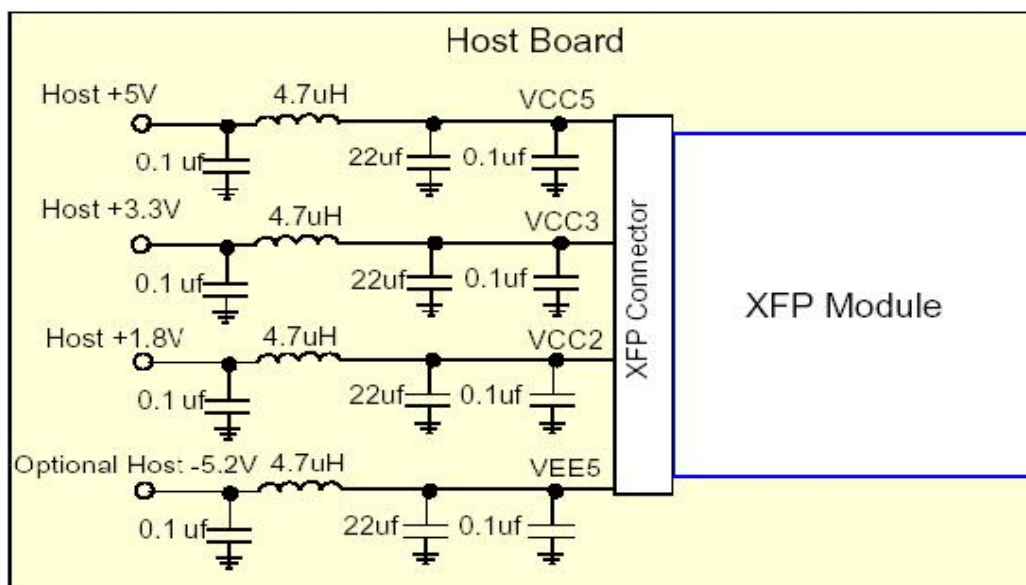 Host Board
Host +5V
4.7uH
VCC5
0.1 uf
22uf
0.1uf
Host +3.3V
4.7uH
VCC3
0.1 uf
22uf
0.1uf
Host +1.8V
4.7uH
VCC2
0.1 uf
22uf
0.1uf
Optional Host -5.2V
4.7uH
VEE5
0.1 uf
22uf
0.1uf
XFP Connector
XFP Module